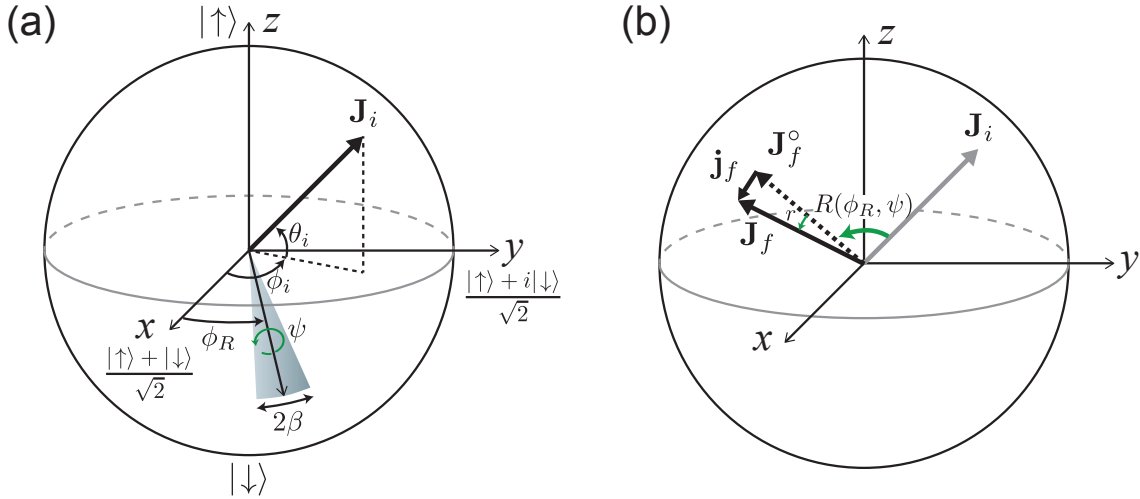 (a)
|↑⟩
z
J_i
θ_i
y
ϕ_i
(|↑⟩ + i|↓⟩)/√2
x
ϕ_R
ψ
(|↑⟩ + |↓⟩)/√2
2β
|↓⟩
(b)
z
J_i
J_f°
j_f
r
R(ϕ_R, ψ)
J_f
y
x